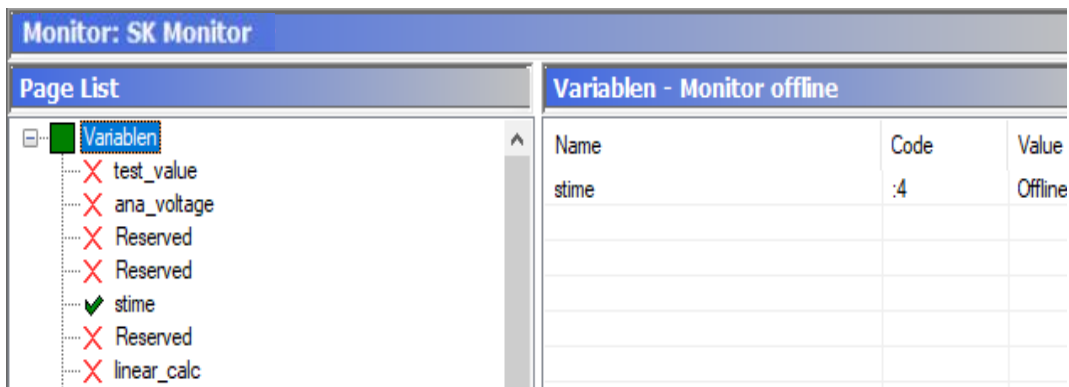 Monitor: SK Monitor
Page List
Variablen
test_value
ana_voltage
Reserved
Reserved
stime
Reserved
linear_calc
Variablen - Monitor offline
Name Code Value
stime :4 Offline